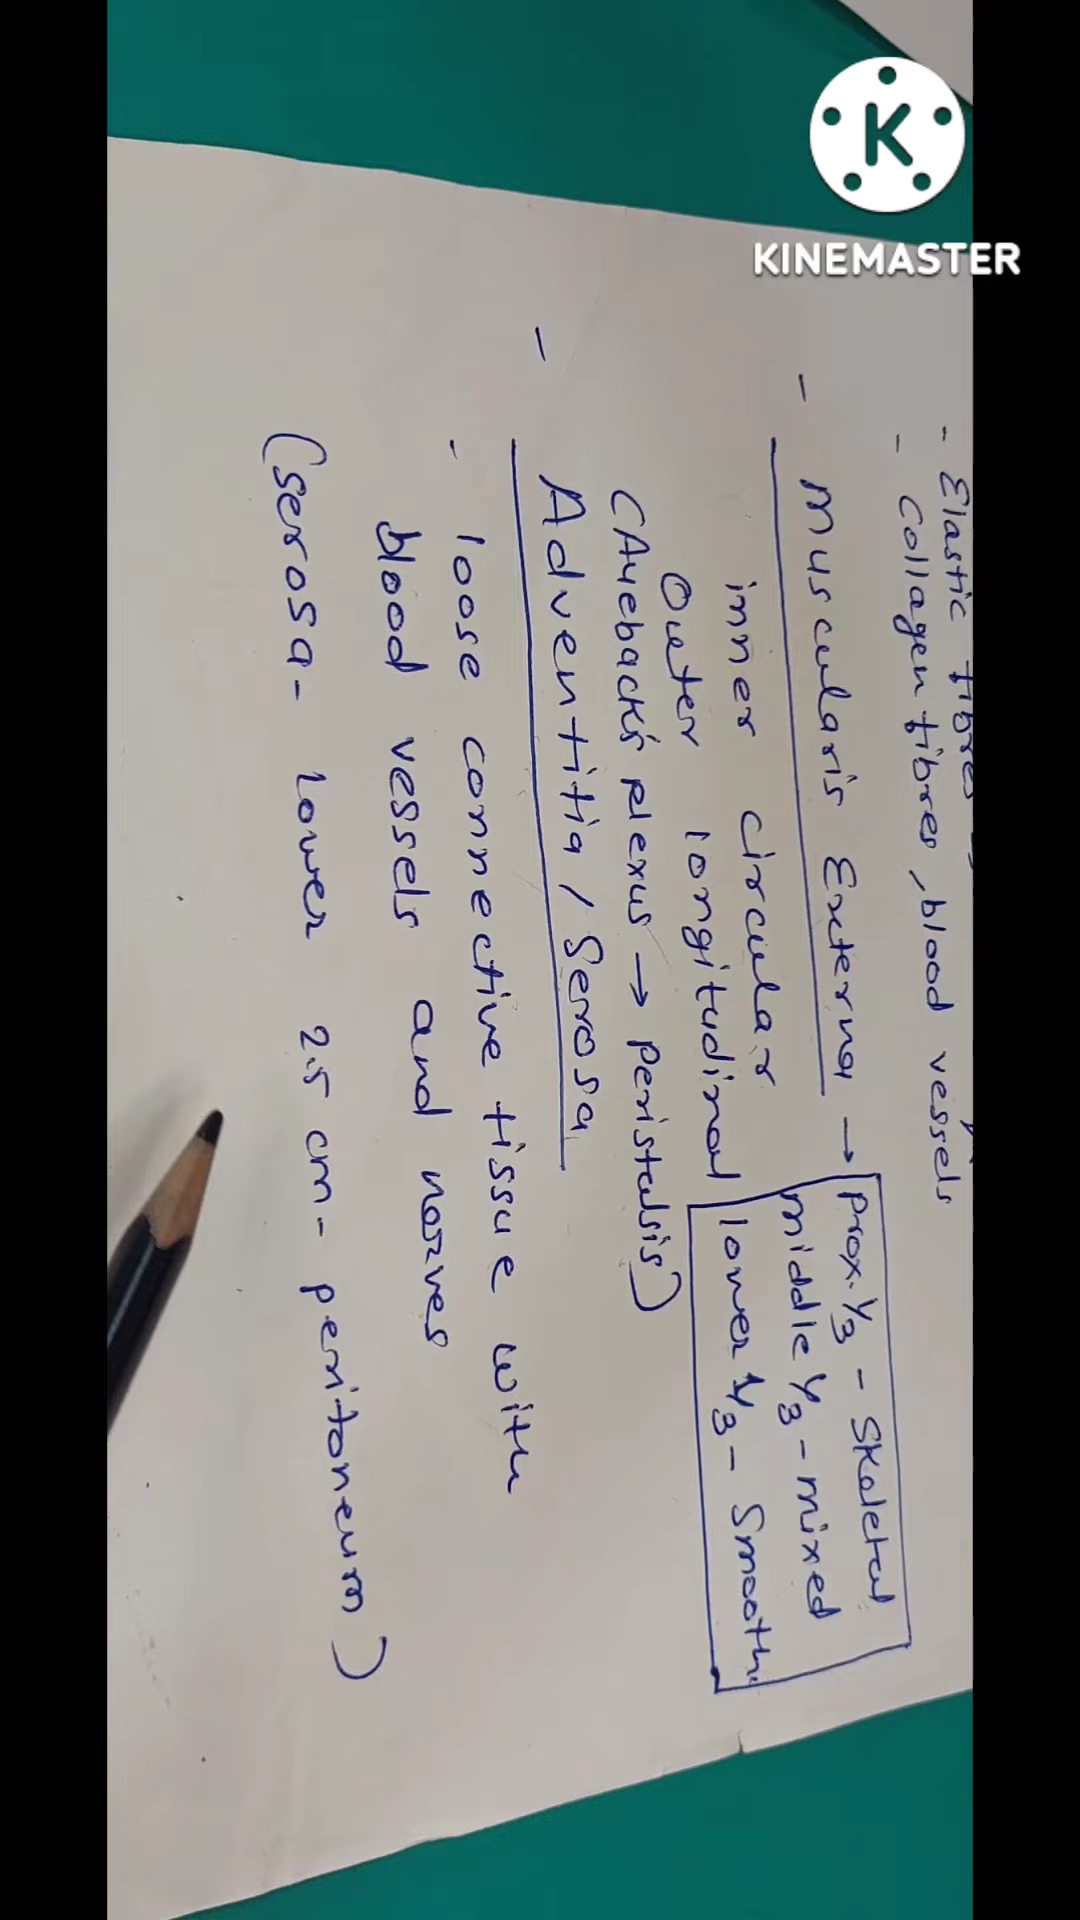 KINEMASTER
- Elastic fibres
- collagen fibres, blood vessels
- Muscularis Externa →
Prox. 1/3 - Skeletal
middle 1/3 - mixed
lower 1/3 - Smooth
inner circular
Outer longitudinal
(Auebacks plexus → Peristalsis)
- Adventitia / Serosa
- loose connective tissue with
blood vessels and nerves
(Serosa - Lower 2.5 cm - peritoneum)